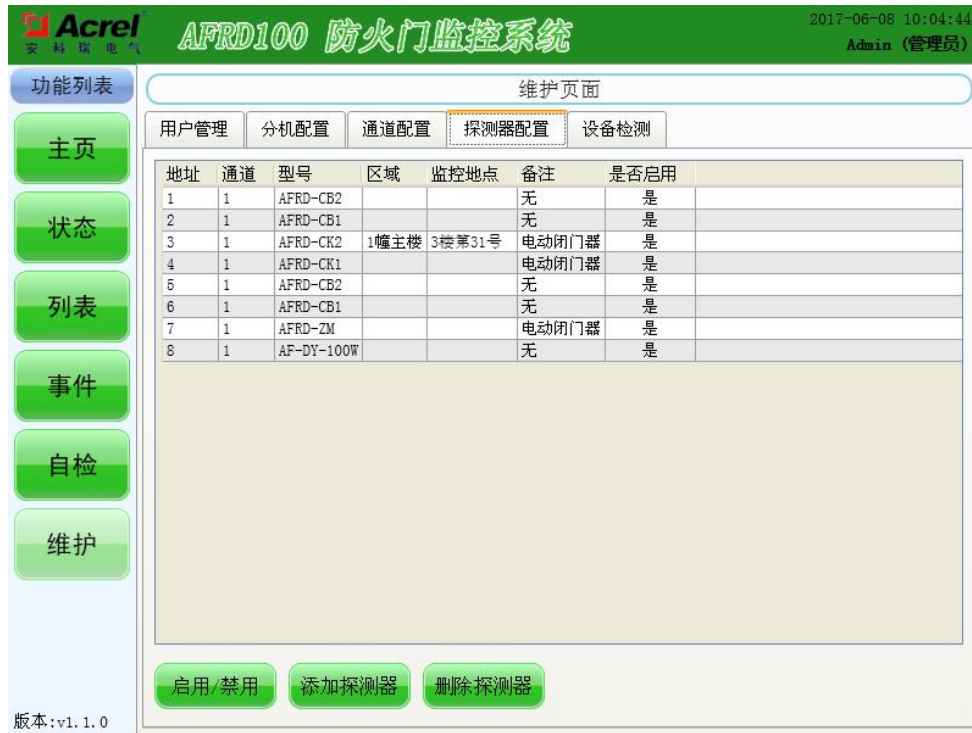 Acrel
安科瑞电气
AFRD100 防火门监控系统
2017-06-08 10:04:44
Admin (管理员)
功能列表
主页
状态
列表
事件
自检
维护
版本:v1.1.0
维护页面
用户管理 分机配置 通道配置 探测器配置 设备检测
地址 通道 型号 区域 监控地点 备注 是否启用
1 1 AFRD-CB2 无 是
2 1 AFRD-CB1 无 是
3 1 AFRD-CK2 1幢主楼 3楼第31号 电动闭门器 是
4 1 AFRD-CK1 电动闭门器 是
5 1 AFRD-CB2 无 是
6 1 AFRD-CB1 无 是
7 1 AFRD-ZM 电动闭门器 是
8 1 AF-DY-100W 无 是
启用/禁用 添加探测器 删除探测器